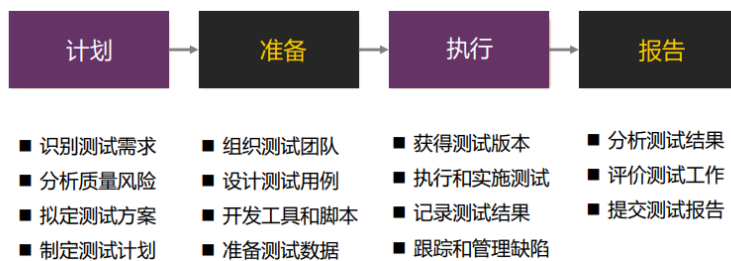 计划
准备
执行
报告
■ 识别测试需求
■ 分析质量风险
■ 拟定测试方案
■ 制定测试计划
■ 组织测试团队
■ 设计测试用例
■ 开发工具和脚本
■ 准备测试数据
■ 获得测试版本
■ 执行和实施测试
■ 记录测试结果
■ 跟踪和管理缺陷
■ 分析测试结果
■ 评价测试工作
■ 提交测试报告